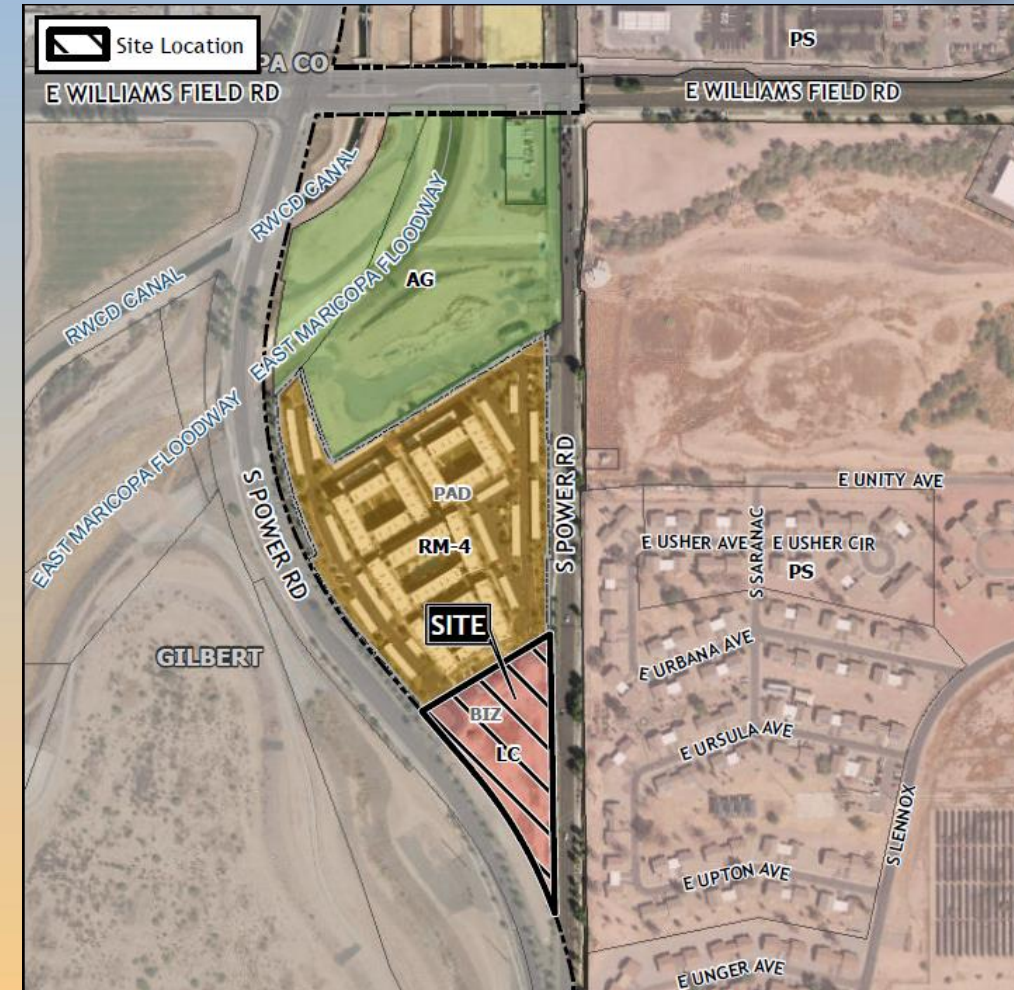 Site Location
PA CO
PS
E WILLIAMS FIELD RD
E WILLIAMS FIELD RD
RWCD CANAL
EAST MARICOPA FLOODWAY
AG
RWCD CANAL
EAST MARICOPA FLOODWAY
S POWER RD
S POWER RD
PAD
RM-4
E UNITY AVE
E USHER AVE
S SARANAC
E USHER CIR
PS
SITE
GILBERT
E URBANA AVE
BIZ
LC
E URSULA AVE
S LENNOX
E UPTON AVE
E UNGER AVE